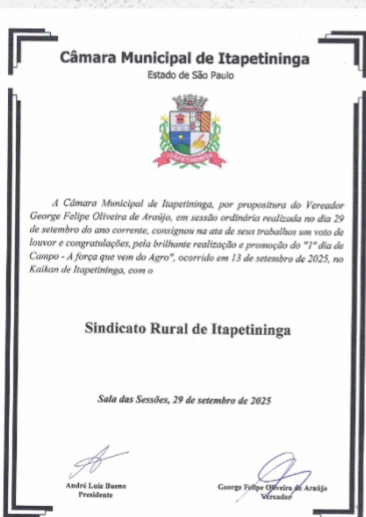 Câmara Municipal de Itapetininga
Estado de São Paulo
ITAPETININGA
A Câmara Municipal de Itapetininga, por propositura do Vereador
George Felipe Oliveira de Araújo, em sessão ordinária realizada no dia 29
de setembro do ano corrente, consignou na ata de seus trabalhos um voto de
louvor e congratulações, pela brilhante realização e promoção do "1º dia de
Campo - A força que vem do Agro", ocorrido em 13 de setembro de 2025, no
Kaikan de Itapetininga, com o
Sindicato Rural de Itapetininga
Sala das Sessões, 29 de setembro de 2025
André Luiz Bueno
Presidente
George Felipe Oliveira de Araújo
Vereador